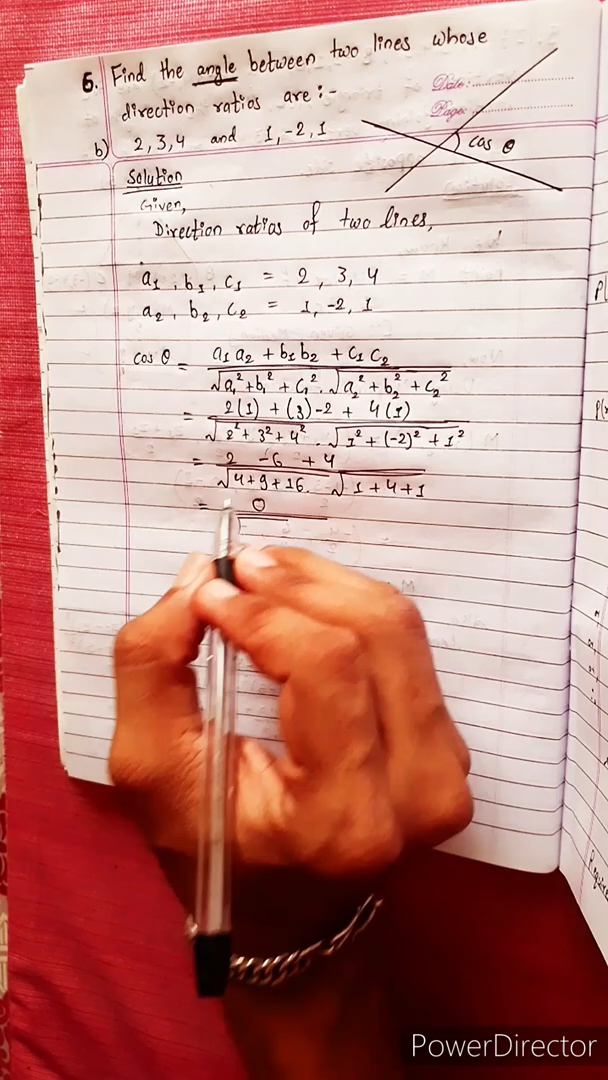 6. Find the angle between two lines whose
direction ratios are :-
Date:
Page:
b) 2,3,4 and 1,-2,1
cos θ
Solution
Given,
Direction ratios of two lines,
a₁, b₁, c₁ = 2, 3, 4
a₂, b₂, c₂ = 1, -2, 1
cos θ = a₁a₂ + b₁b₂ + c₁c₂
√a₁²+b₁²+c₁² . √a₂²+b₂²+c₂²
= 2(1) + (3)-2 + 4(1)
√2²+3²+4² . √1²+(-2)²+1²
= 2 -6 +4
√4+9+16 . √1+4+1
= 0
√
PowerDirector